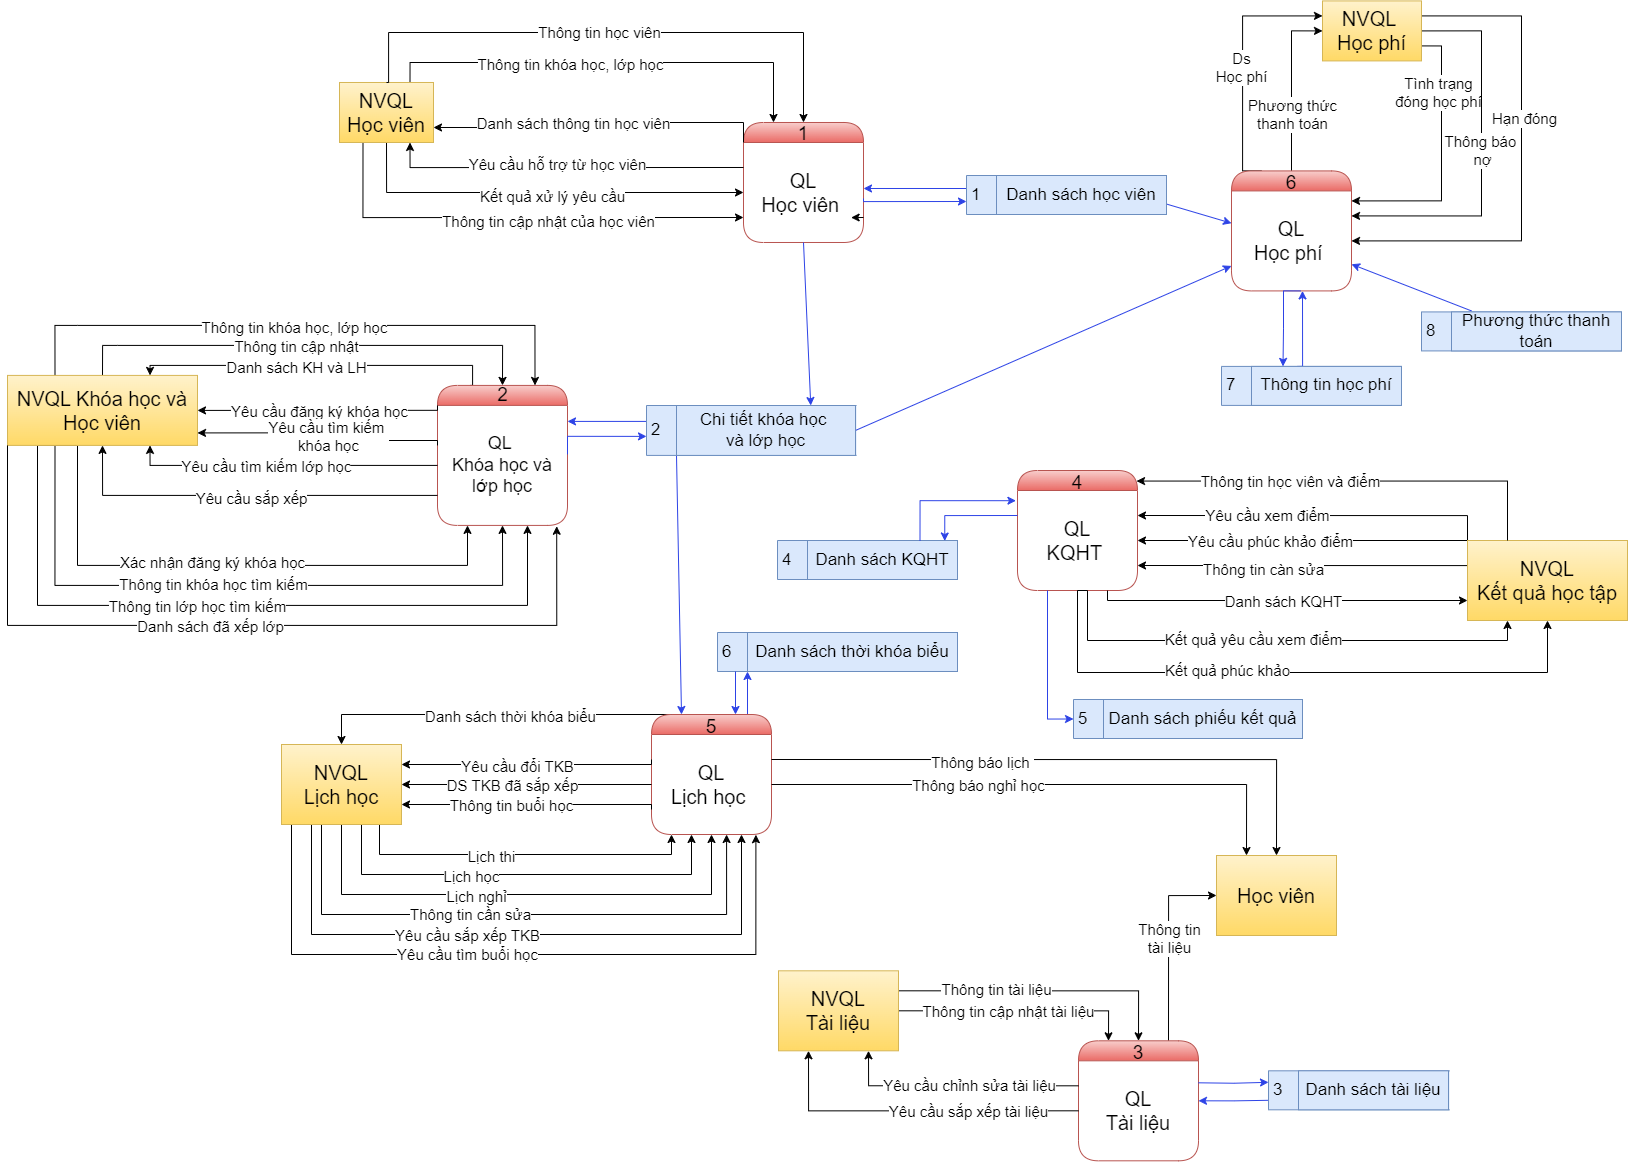 Thông tin học viên
Thông tin khóa học, lớp học
NVQL
Học viên
Danh sách thông tin học viên
Yêu cầu hỗ trợ từ học viên
Kết quả xử lý yêu cầu
Thông tin cập nhật của học viên
1
QL
Học viên
1
Danh sách học viên
NVQL
Học phí
Ds
Học phí
Phương thức
thanh toán
Tình trạng
đóng học phí
Hạn đóng
Thông báo
nợ
6
QL
Học phí
8
Phương thức thanh
toán
7
Thông tin học phí
Thông tin khóa học, lớp học
Thông tin cập nhật
Danh sách KH và LH
NVQL Khóa học và
Học viên
Yêu cầu đăng ký khóa học
Yêu cầu tìm kiếm
khóa học
Yêu cầu tìm kiếm lớp học
Yêu cầu sắp xếp
2
QL
Khóa học và
lớp học
Xác nhận đăng ký khóa học
Thông tin khóa học tìm kiếm
Thông tin lớp học tìm kiếm
Danh sách đã xếp lớp
2
Chi tiết khóa học
và lớp học
4
QL
KQHT
4
Danh sách KQHT
Thông tin học viên và điểm
Yêu cầu xem điểm
Yêu cầu phúc khảo điểm
Thông tin càn sửa
Danh sách KQHT
Kết quả yêu cầu xem điểm
Kết quả phúc khảo
NVQL
Kết quả học tập
5
Danh sách phiếu kết quả
6
Danh sách thời khóa biểu
Danh sách thời khóa biểu
NVQL
Lịch học
Yêu cầu đổi TKB
DS TKB đã sắp xếp
Thông tin buổi học
5
QL
Lịch học
Lịch thi
Lịch học
Lịch nghỉ
Thông tin cần sửa
Yêu cầu sắp xếp TKB
Yêu cầu tìm buổi học
Thông báo lịch
Thông báo nghỉ học
Học viên
Thông tin
tài liệu
NVQL
Tài liệu
Thông tin tài liệu
Thông tin cập nhật tài liệu
Yêu cầu chỉnh sửa tài liệu
Yêu cầu sắp xếp tài liệu
3
QL
Tài liệu
3
Danh sách tài liệu